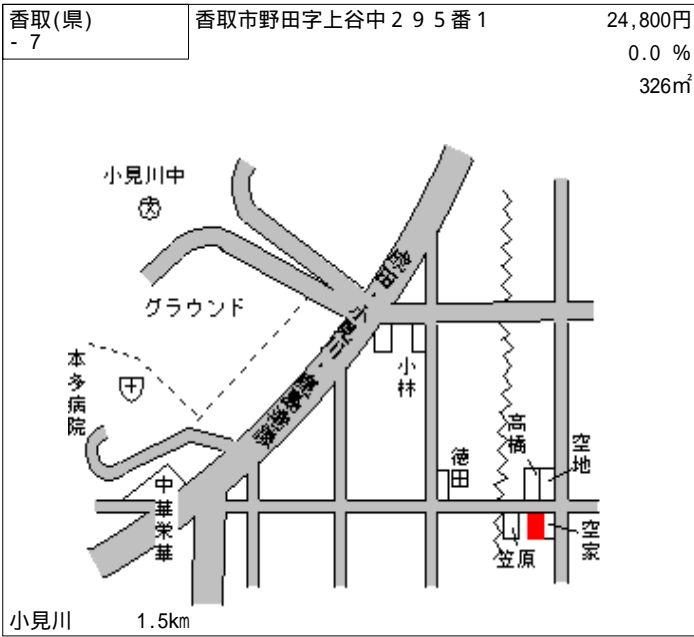 香取(県)
- 7
香取市野田字上谷中２９５番１
24,800円
0.0 %
326㎡
小見川中
文
グラウンド
本多病院
小林
高橋
空地
徳田
中華栄華
笠原
空家
小見川 1.5km